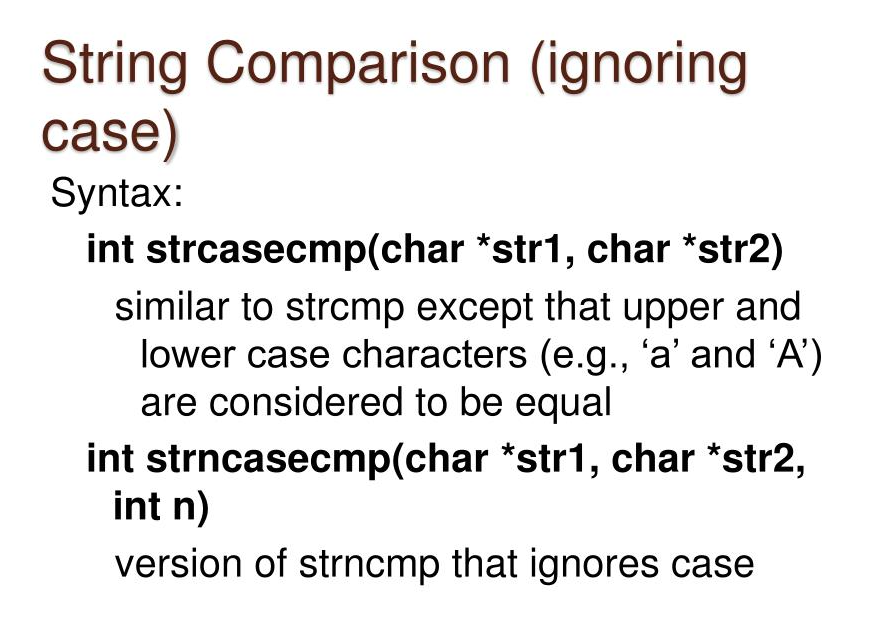 String Comparison (ignoring
case)
Syntax:
int strcasecmp(char *str1, char *str2)
similar to strcmp except that upper and
lower case characters (e.g., ‘a’ and ‘A’)
are considered to be equal
int strncasecmp(char *str1, char *str2,
int n)
version of strncmp that ignores case